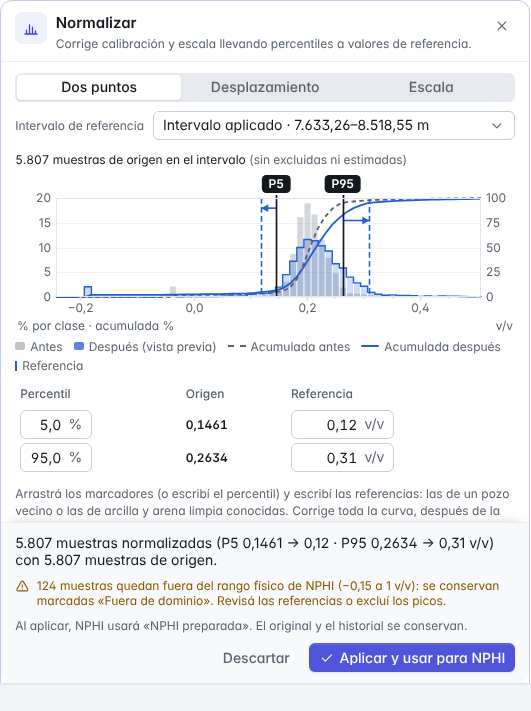 Normalizar
Corrige calibración y escala llevando percentiles a valores de referencia.
Dos puntos
Desplazamiento
Escala
Intervalo de referencia
Intervalo aplicado · 7.633,26–8.518,55 m
5.807 muestras de origen en el intervalo (sin excluidas ni estimadas)
P5
P95
20
15
10
5
0
100
75
50
25
0
−0,2
0,0
0,2
0,4
% por clase · acumulada %
v/v
Antes
Después (vista previa)
Acumulada antes
Acumulada después
Referencia
Percentil
Origen
Referencia
5,0 %
0,1461
0,12 v/v
95,0 %
0,2634
0,31 v/v
Arrastrá los marcadores (o escribí el percentil) y escribí las referencias: las de un pozo
vecino o las de arcilla y arena limpia conocidas. Corrige toda la curva, después de la
5.807 muestras normalizadas (P5 0,1461 → 0,12 · P95 0,2634 → 0,31 v/v)
con 5.807 muestras de origen.
124 muestras quedan fuera del rango físico de NPHI (−0,15 a 1 v/v): se conservan
marcadas «Fuera de dominio». Revisá las referencias o excluí los picos.
Al aplicar, NPHI usará «NPHI preparada». El original y el historial se conservan.
Descartar
Aplicar y usar para NPHI